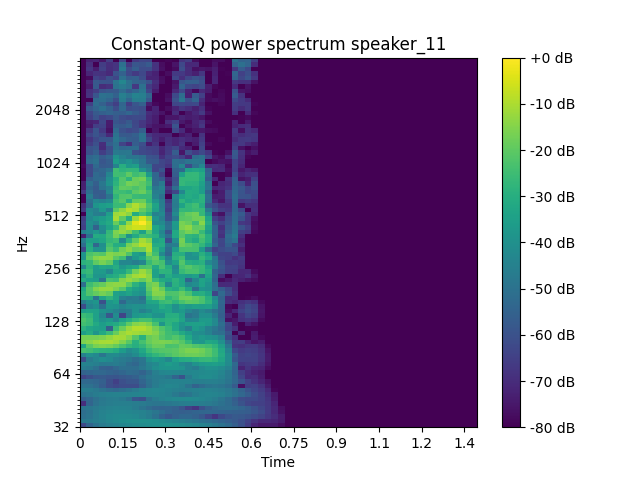 Constant-Q power spectrum speaker_11
Hz
2048
1024
512
256
128
64
32
0 0.15 0.3 0.45 0.6 0.75 0.9 1.1 1.2 1.4
Time
+0 dB
-10 dB
-20 dB
-30 dB
-40 dB
-50 dB
-60 dB
-70 dB
-80 dB